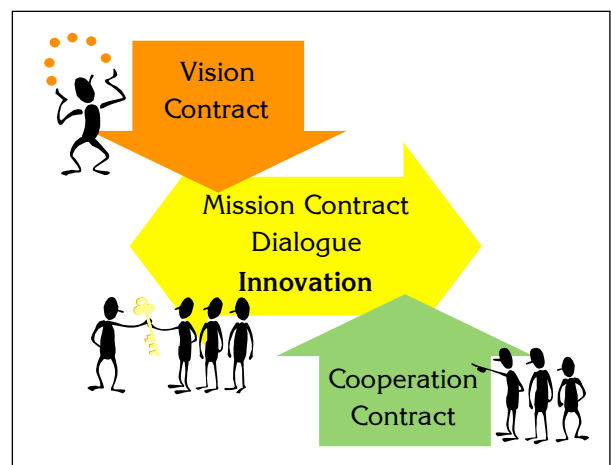 Vision
Contract
Mission Contract
Dialogue
Innovation
Cooperation
Contract